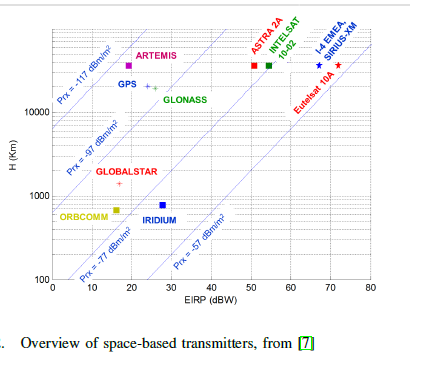 ASTRA 2A
INTELSAT
10-02
I-4 EMEA,
SIRIUS-XM
ARTEMIS
Prx = -117 dBm/m²
GPS
GLONASS
Eutelsat 10A
10000
Prx = -97 dBm/m²
H (Km)
GLOBALSTAR
1000
ORBCOMM
IRIDIUM
Prx = -77 dBm/m²
Prx = -57 dBm/m²
100
0 10 20 30 40 50 60 70 80
EIRP (dBW)
. Overview of space-based transmitters, from [7]